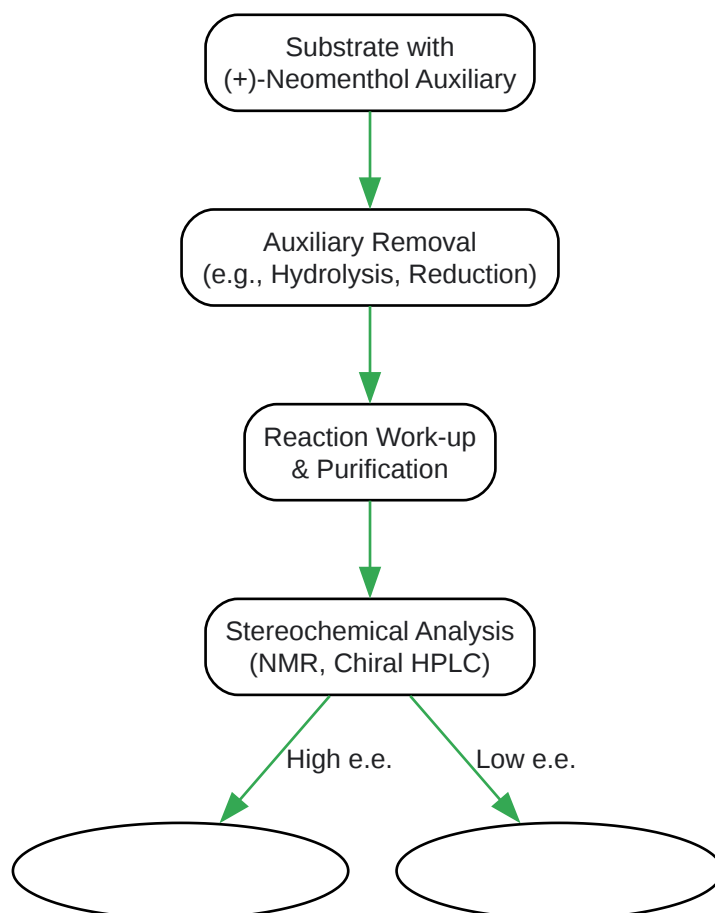 Substrate with
(+)-Neomenthol Auxiliary
Auxiliary Removal
(e.g., Hydrolysis, Reduction)
Reaction Work-up
& Purification
Stereochemical Analysis
(NMR, Chiral HPLC)
High e.e.
Low e.e.